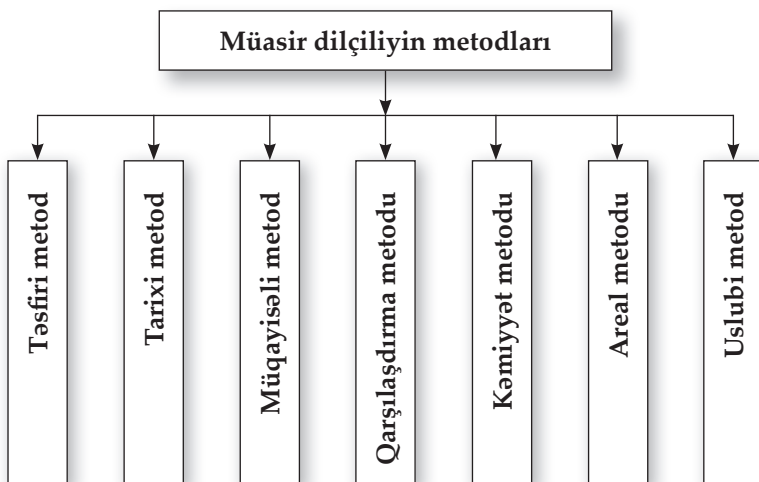 Müasir dilçiliyin metodları
Təsfiri metod
Tarixi metod
Müqayisəli metod
Qarşılaşdırma metodu
Kəmiyyət metodu
Areal metodu
Uslubi metod